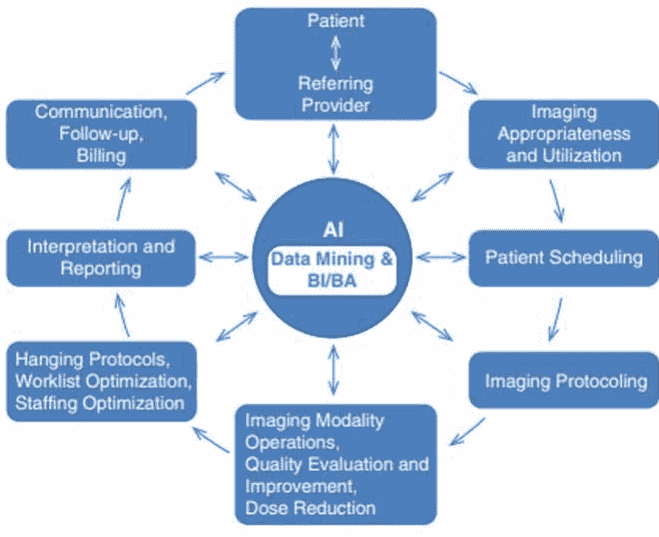 Patient
Referring
Provider
Imaging
Appropriateness
and Utilization
Patient Scheduling
Imaging Protocoling
Imaging Modality
Operations,
Quality Evaluation and
Improvement,
Dose Reduction
Hanging Protocols,
Worklist Optimization,
Staffing Optimization
Interpretation and
Reporting
Communication,
Follow-up,
Billing
AI
Data Mining &
BI/BA